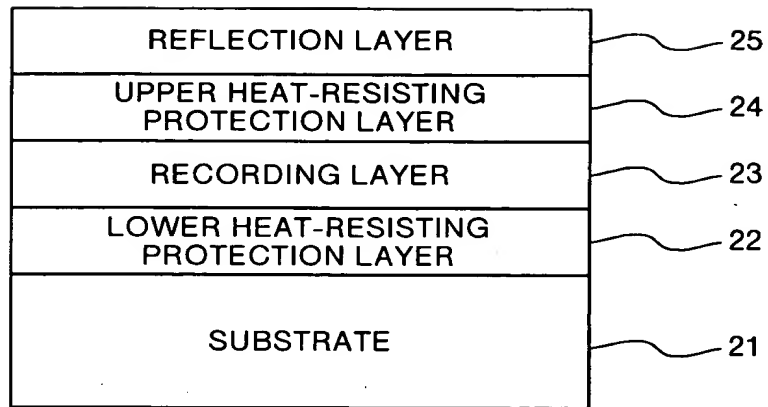 REFLECTION LAYER
25
UPPER HEAT-RESISTING
PROTECTION LAYER
24
RECORDING LAYER
23
LOWER HEAT-RESISTING
PROTECTION LAYER
22
SUBSTRATE
21